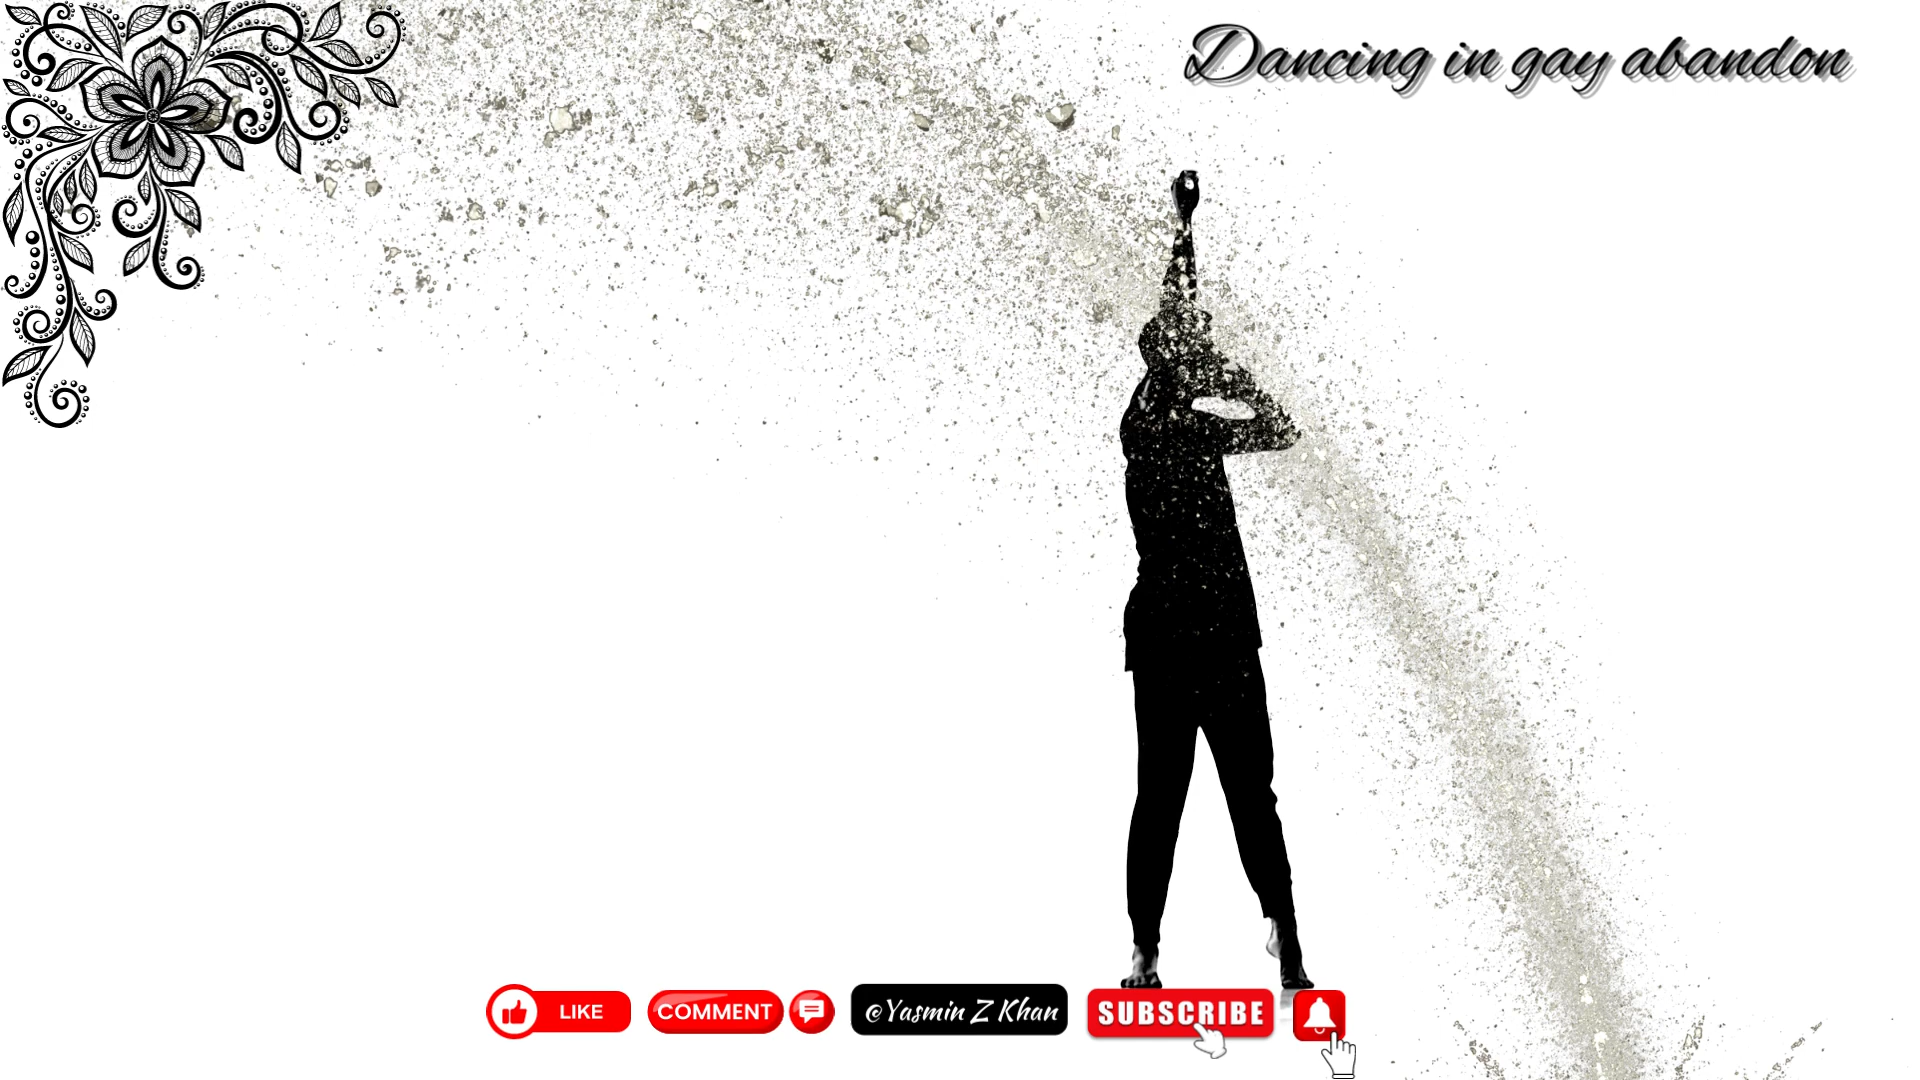 Dancing in gay abandon
LIKE
COMMENT
@Yasmin Z Khan
SUBSCRIBE